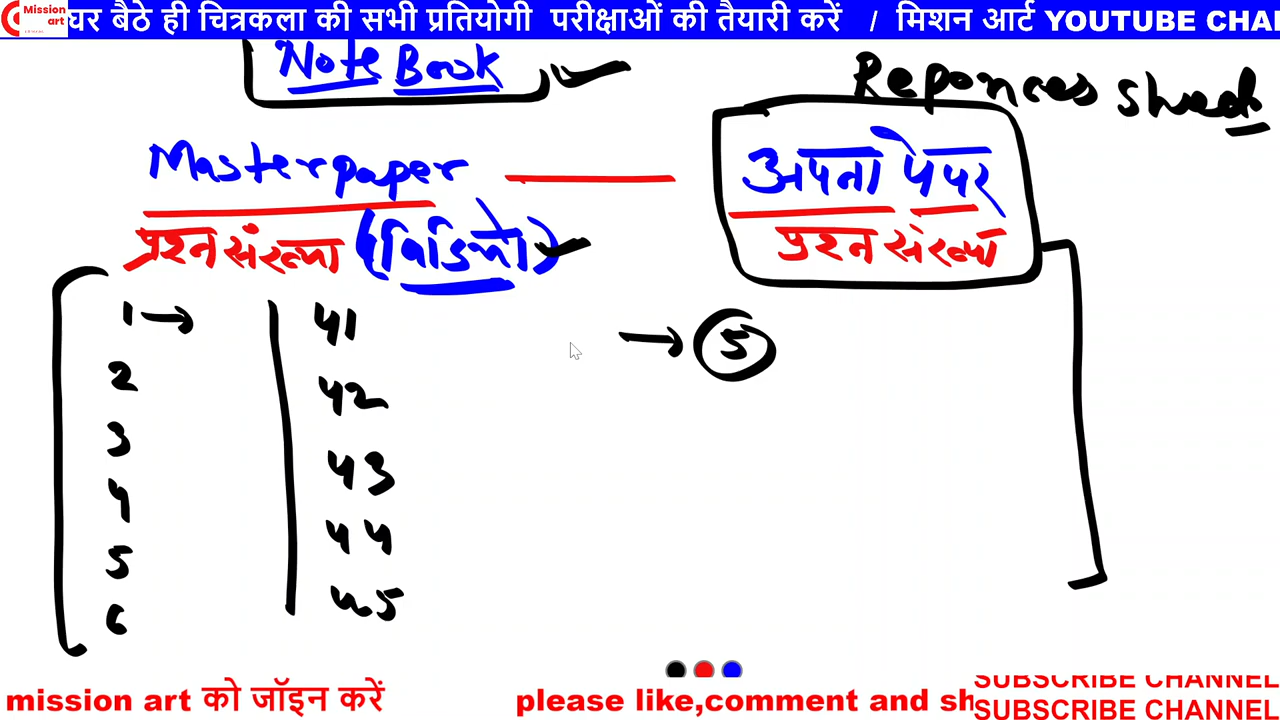 Mission
art
घर बैठे ही चित्रकला की सभी प्रतियोगी परीक्षाओं की तैयारी करें / मिशन आर्ट YOUTUBE CHA
Note Book
Reponces Sheet
Masterpaper
अपना पेपर
प्रश्न संख्या (विडियो)
प्रश्न संख्या
1 → 41
→ 5
2 42
3 43
4 44
5 45
6
mission art को जॉइन करें
please like,comment and sh
SUBSCRIBE CHANNEL
SUBSCRIBE CHANNEL